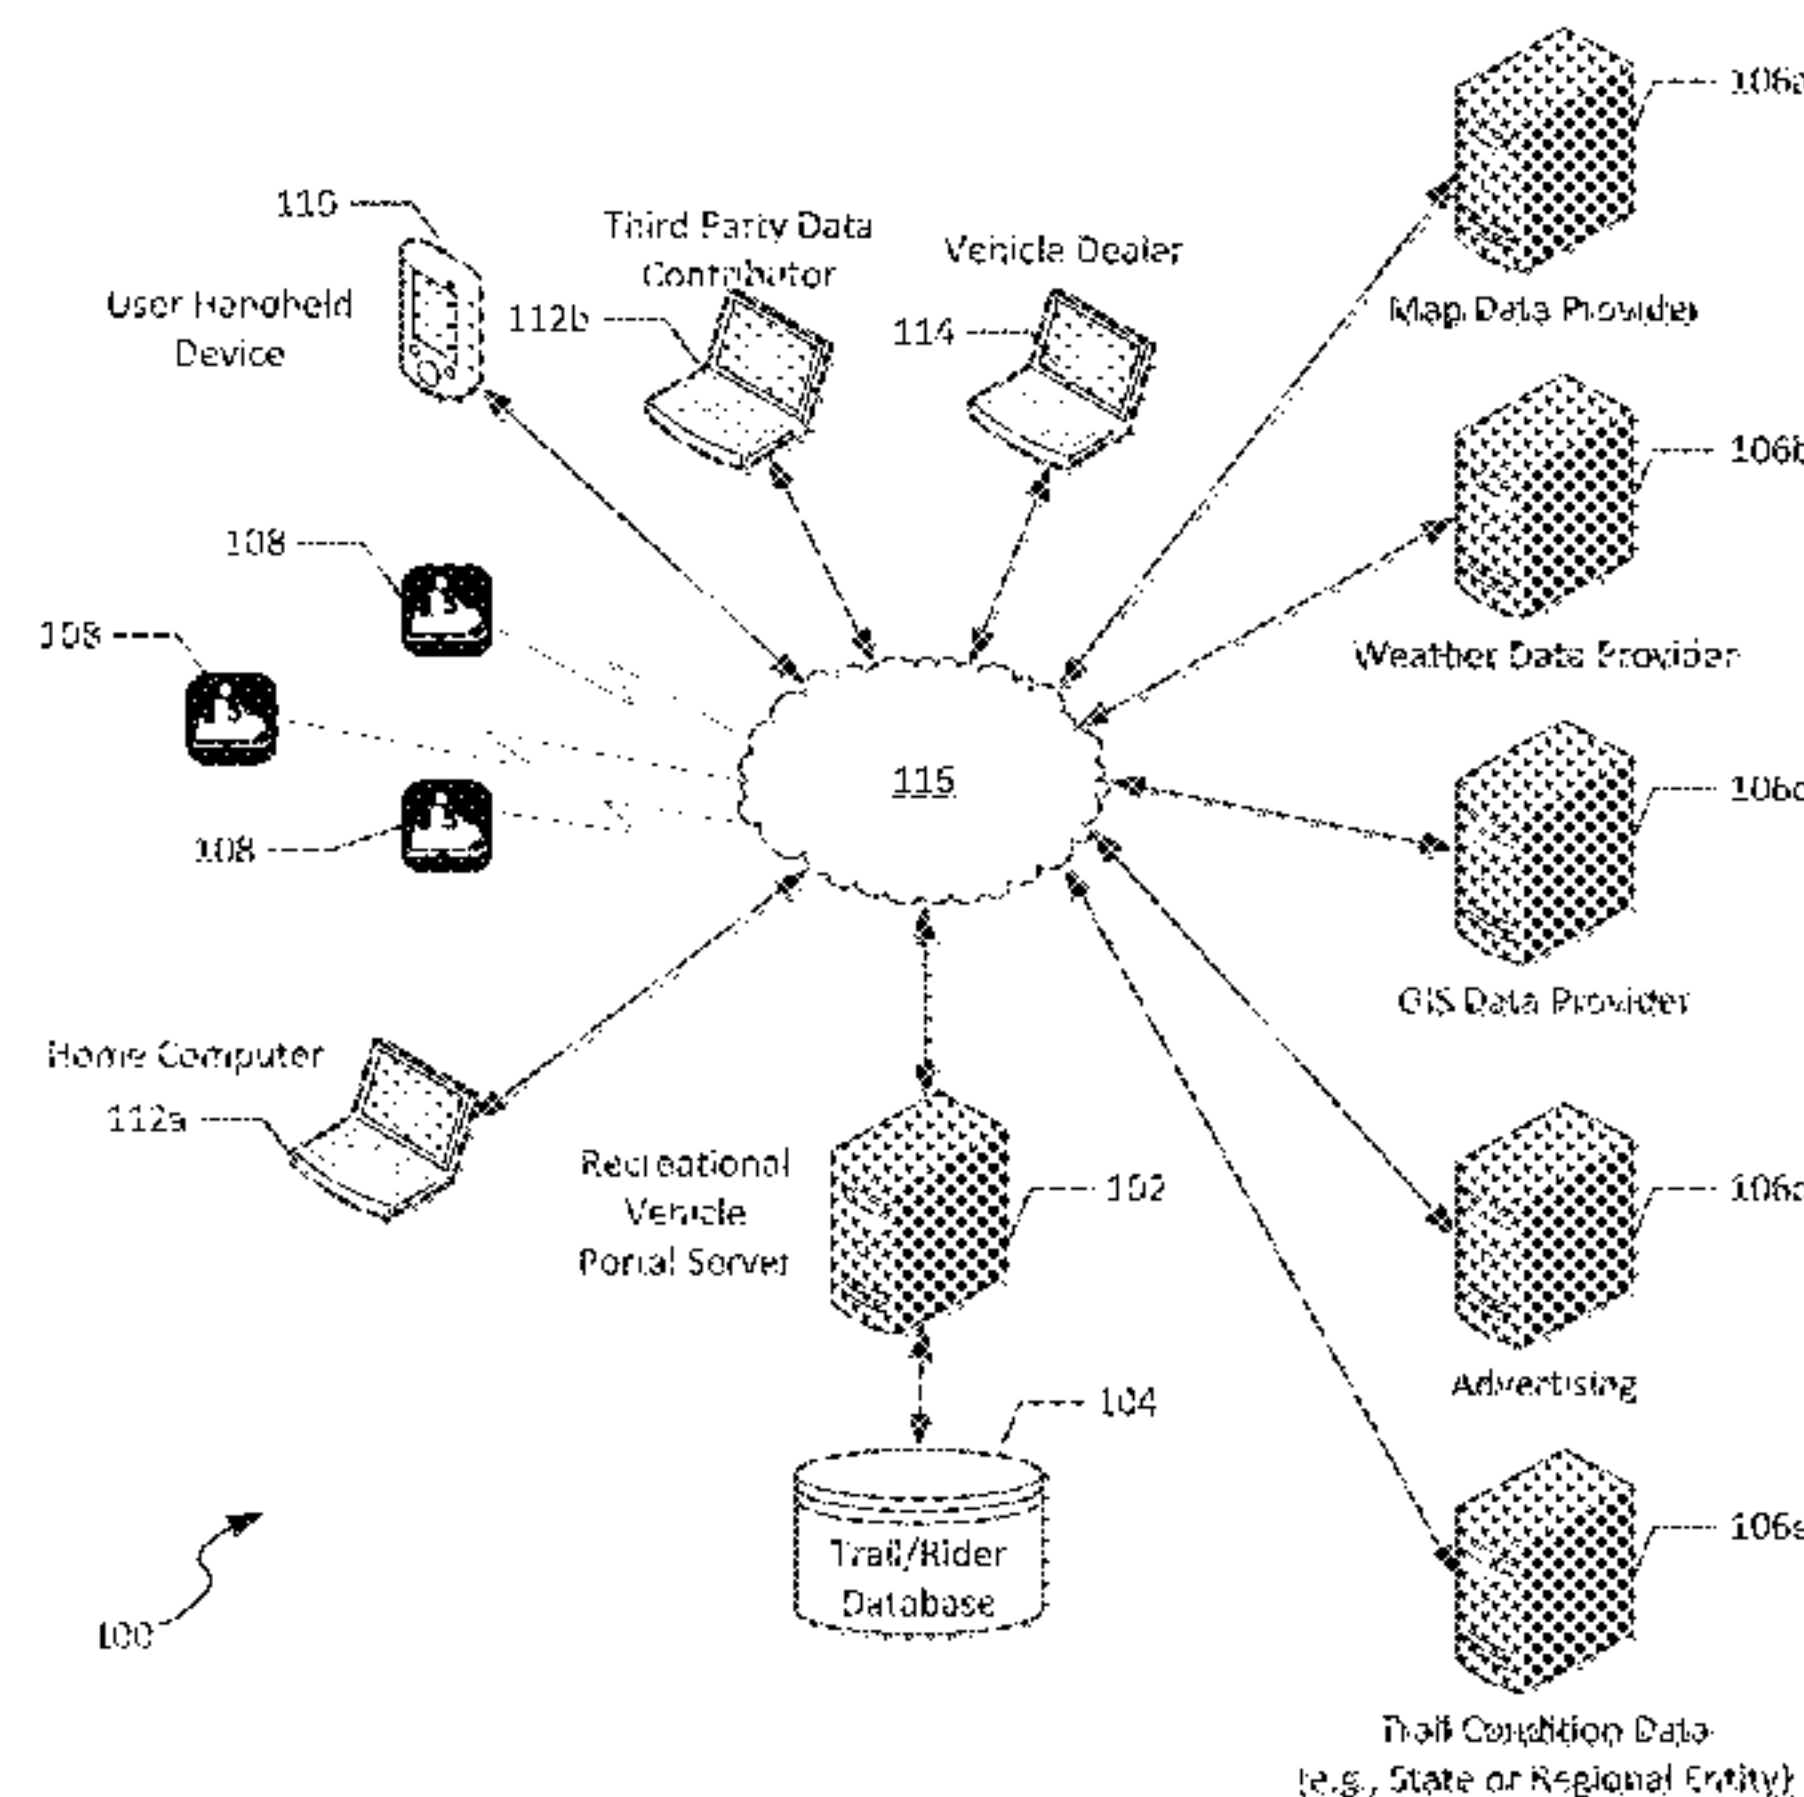 106a
110
Third Party Data
Contributor
Vehicle Dealer
User Handheld
Device
112b
114
Map Data Provider
106b
108
108
Weather Data Provider
115
106c
108
GIS Data Provider
Home Computer
112a
Recreational
Vehicle
Portal Server
102
106d
Advertising
104
Trail/Rider
Database
106e
100
Trail Condition Data
(e.g., State or Regional Entity)